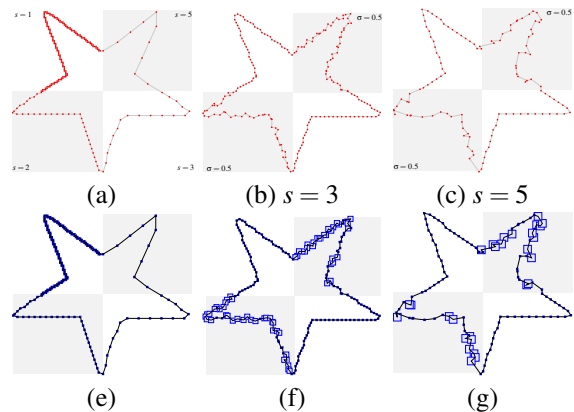 s=1
s=5
s=2
s=3
σ=0.5
σ=0.5
σ=0.5
σ=0.5
(a)
(b) s = 3
(c) s = 5
(e)
(f)
(g)